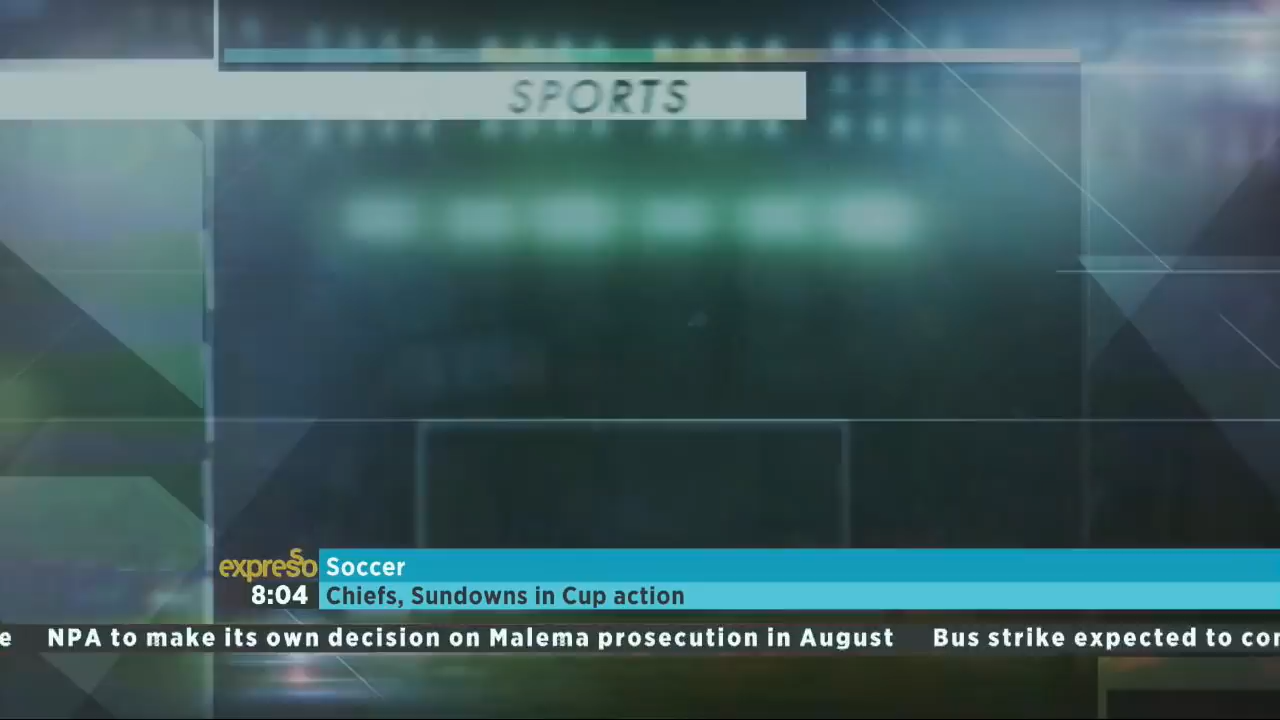 SPORTS
expresso
Soccer
8:04
Chiefs, Sundowns in Cup action
e NPA to make its own decision on Malema prosecution in August Bus strike expected to cor